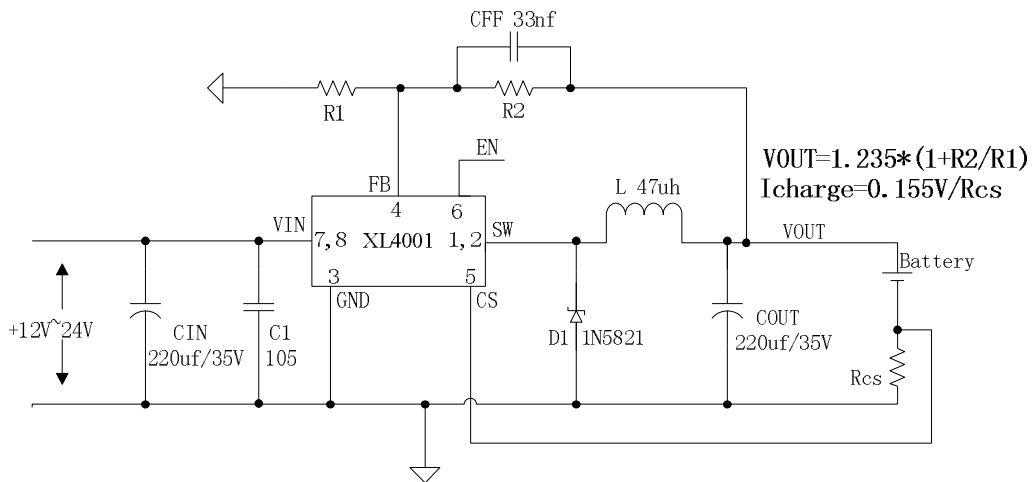 CFF 33nf
R1
R2
EN
VOUT=1.235*(1+R2/R1)
Icharge=0.155V/Rcs
FB
4
6
L 47uh
VIN
7,8
XL4001
1,2
SW
VOUT
3
5
GND
CS
Battery
+12V~24V
CIN
220uf/35V
C1
105
D1
1N5821
COUT
220uf/35V
Rcs